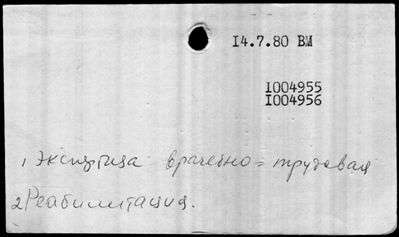 14.7.80 ВМ
1004955
1004956
1 Экспертиза врачебно = трудовая
2 Реабилитация.